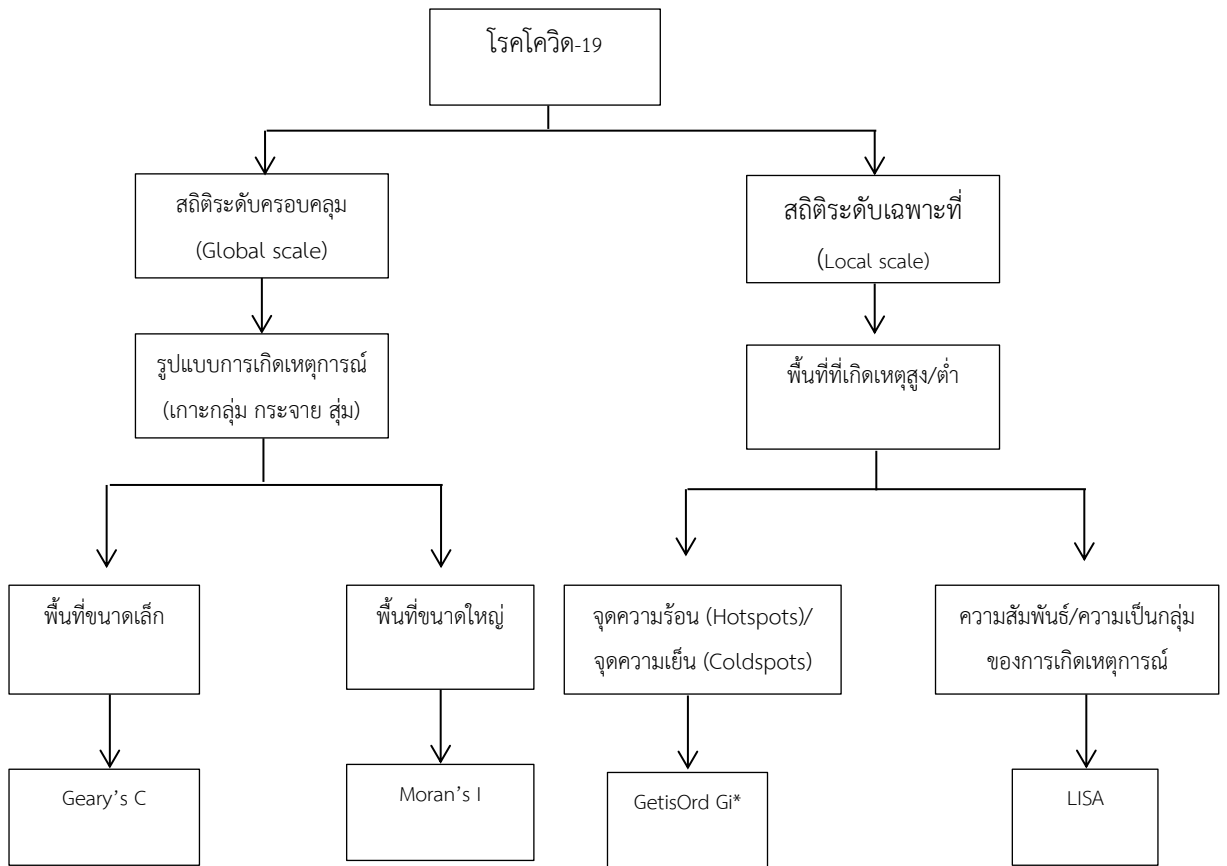 โรคโควิด-19
สถิติระดับครอบคลุม
(Global scale)
สถิติระดับเฉพาะที่
(Local scale)
รูปแบบการเกิดเหตุการณ์
(เกาะกลุ่ม กระจาย สุ่ม)
พื้นที่ที่เกิดเหตุสูง/ต่ำ
พื้นที่ขนาดเล็ก
พื้นที่ขนาดใหญ่
จุดความร้อน (Hotspots)/
จุดความเย็น (Coldspots)
ความสัมพันธ์/ความเป็นกลุ่ม
ของการเกิดเหตุการณ์
Geary’s C
Moran’s I
GetisOrd Gi*
LISA